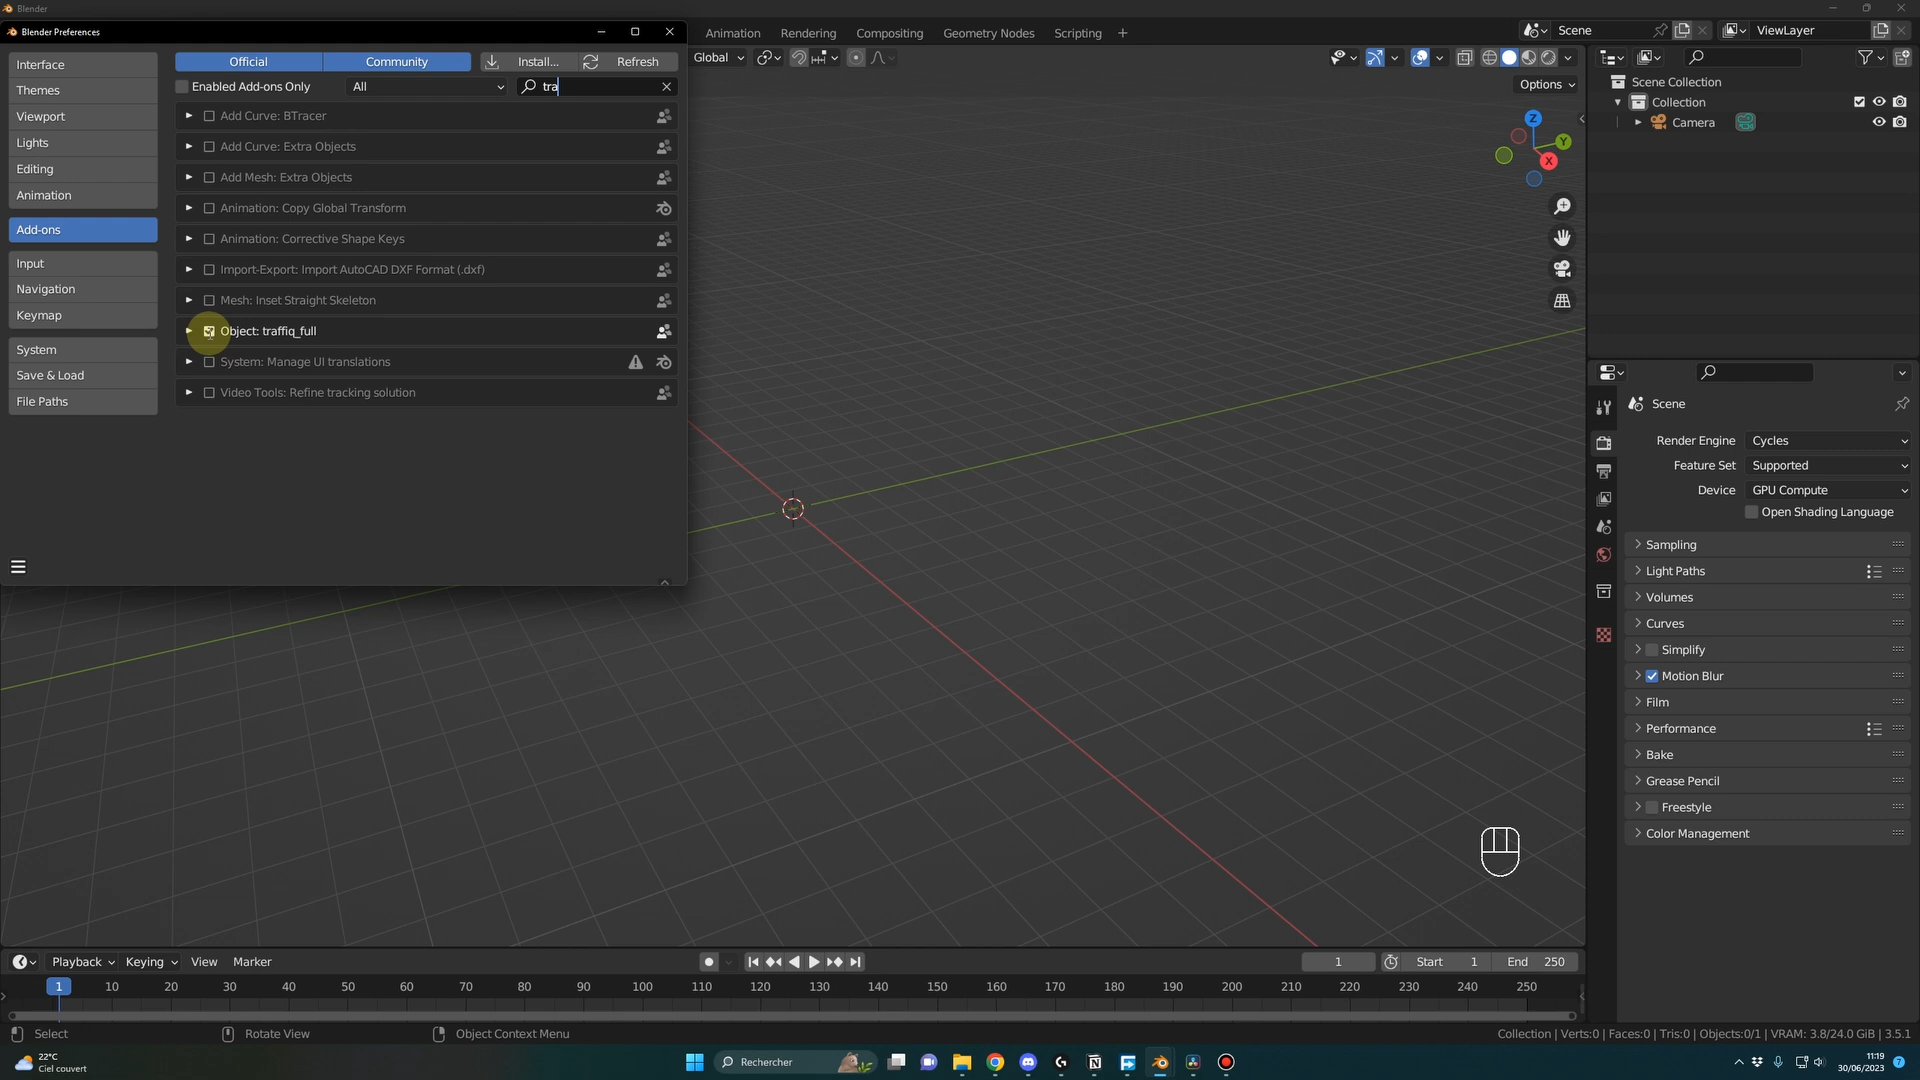 Blender
Blender Preferences
Animation
Rendering
Compositing
Geometry Nodes
Scripting
Scene
ViewLayer
Interface
Themes
Viewport
Lights
Editing
Animation
Add-ons
Input
Navigation
Keymap
System
Save & Load
File Paths
Official
Community
Install...
Refresh
Enabled Add-ons Only
All
tra
Add Curve: BTracer
Add Curve: Extra Objects
Add Mesh: Extra Objects
Animation: Copy Global Transform
Animation: Corrective Shape Keys
Import-Export: Import AutoCAD DXF Format (.dxf)
Mesh: Inset Straight Skeleton
Object: traffiq_full
System: Manage UI translations
Video Tools: Refine tracking solution
Global
Options
Z
Y
X
Scene Collection
Collection
Camera
Scene
Render Engine Cycles
Feature Set Supported
Device GPU Compute
Open Shading Language
Sampling
Light Paths
Volumes
Curves
Simplify
Motion Blur
Film
Performance
Bake
Grease Pencil
Freestyle
Color Management
Playback Keying View Marker
1
Start 1
End 250
1 10 20 30 40 50 60 70 80 90 100 110 120 130 140 150 160 170 180 190 200 210 220 230 240 250
Select
Rotate View
Object Context Menu
Collection | Verts:0 | Faces:0 | Tris:0 | Objects:0/1 | VRAM: 3.8/24.0 GiB | 3.5.1
22°C
Ciel couvert
Rechercher
11:19
30/06/2023
7